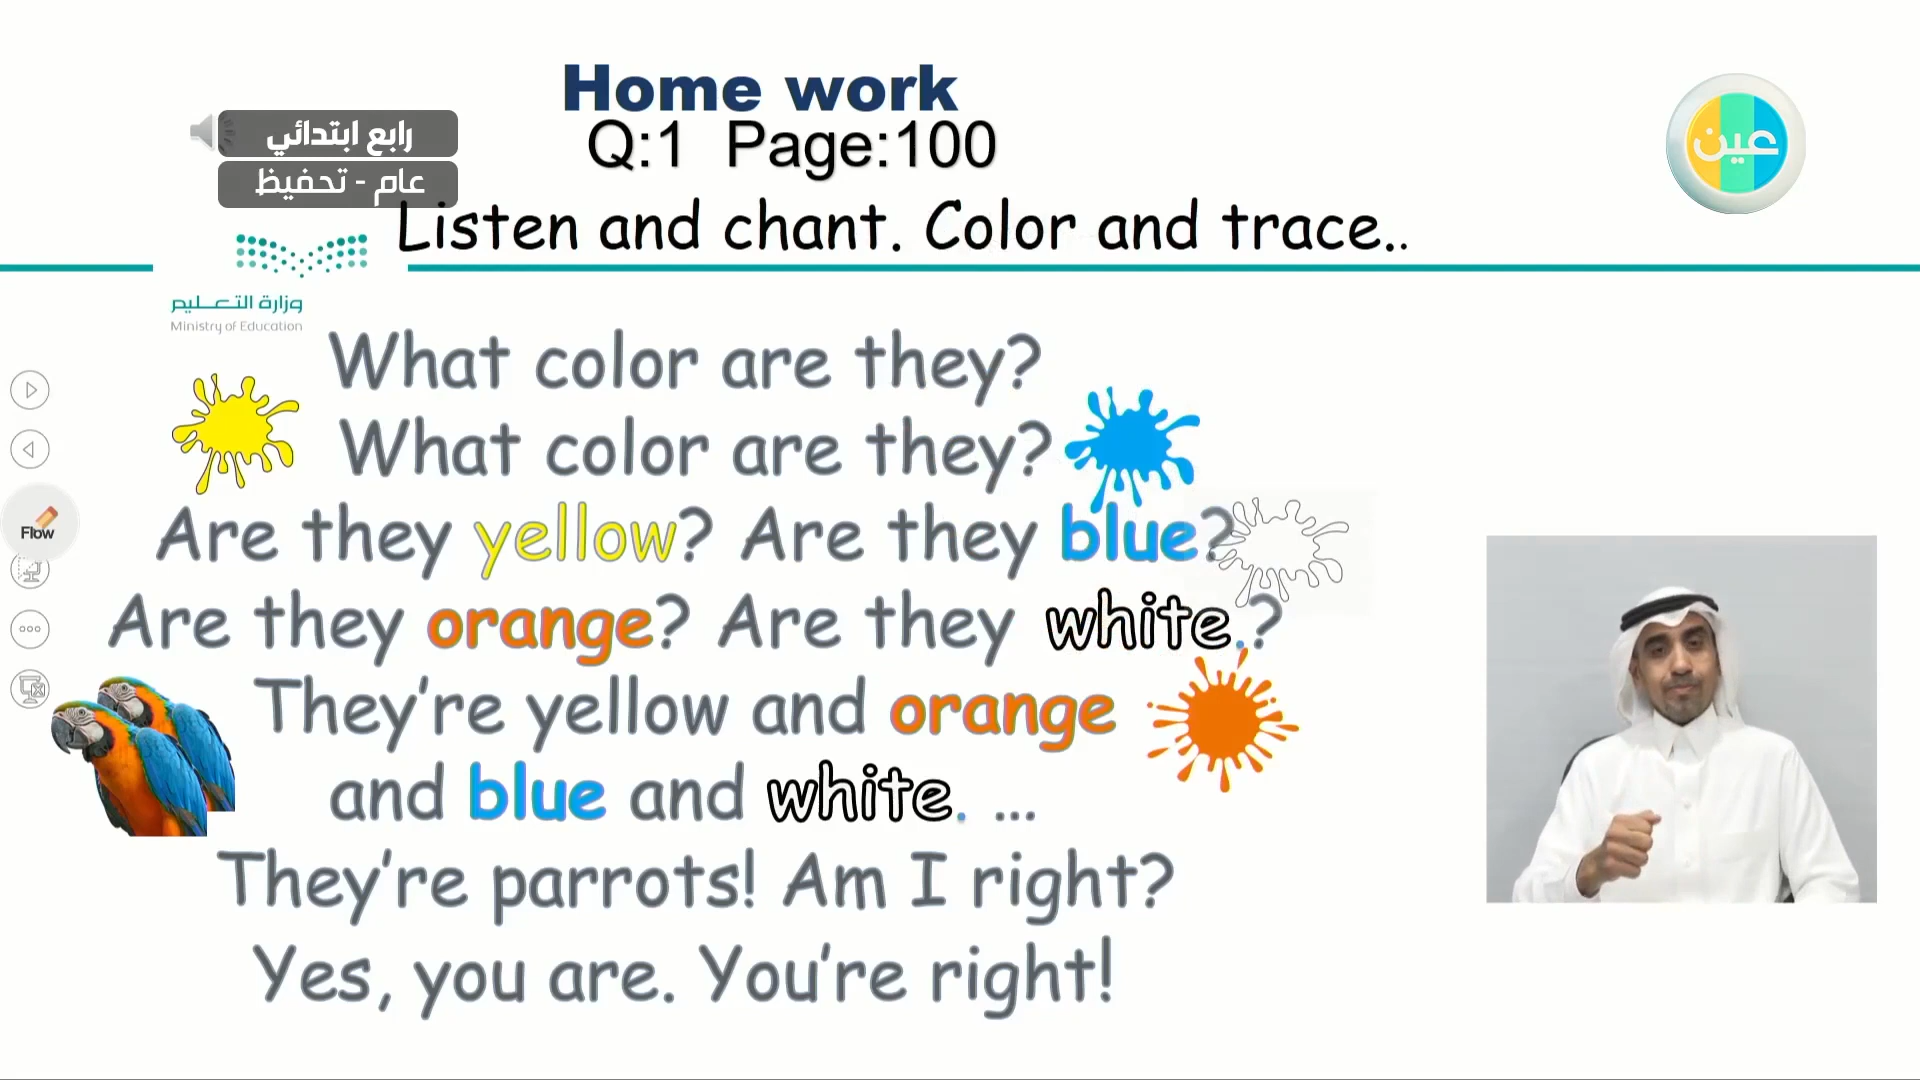 Home work
رابع ابتدائي
Q:1 Page:100
عام - تحفيظ
عين
Listen and chant. Color and trace..
وزارة التعليم
Ministry of Education
What color are they?
What color are they?
Flow
Are they yellow? Are they blue?
Are they orange? Are they white.?
They're yellow and orange
and blue and white. ...
They're parrots! Am I right?
Yes, you are. You're right!